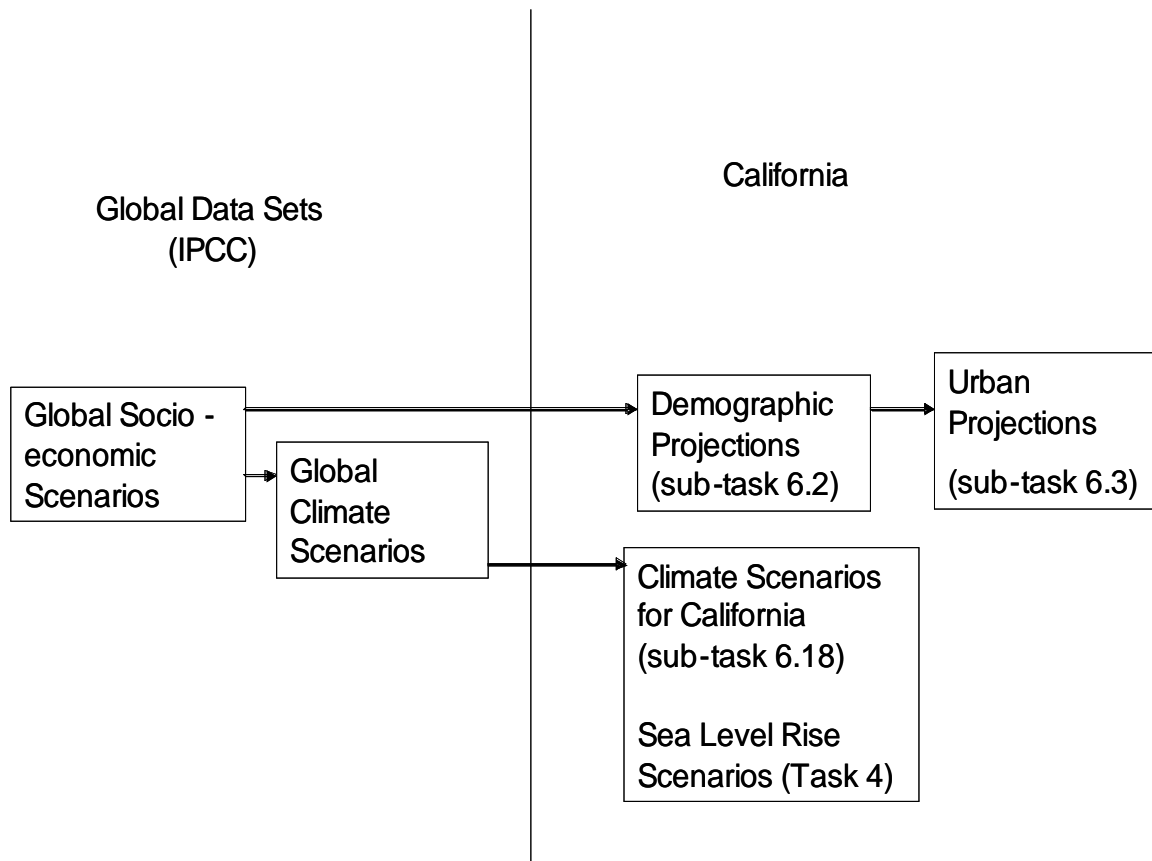 Global Data Sets
(IPCC)
California
Global Socio -
economic
Scenarios
Global
Climate
Scenarios
Demographic
Projections
(sub-task 6.2)
Urban
Projections
(sub-task 6.3)
Climate Scenarios
for California
(sub-task 6.18)
Sea Level Rise
Scenarios (Task 4)